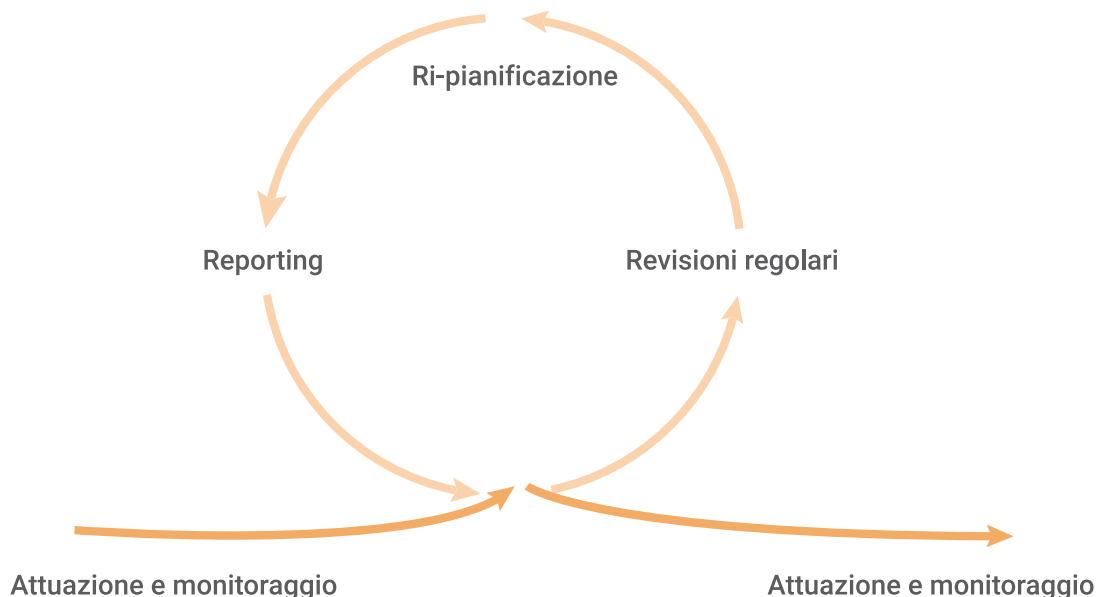 Ri-pianificazione
Reporting
Revisioni regolari
Attuazione e monitoraggio
Attuazione e monitoraggio